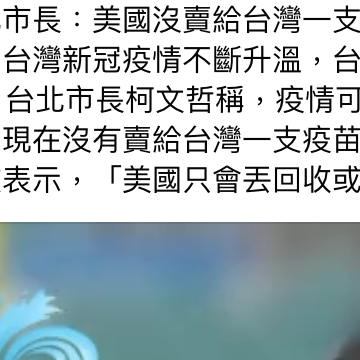 市長：美國沒賣給台灣一支
台灣新冠疫情不斷升溫，台
台北市長柯文哲稱，疫情可
現在沒有賣給台灣一支疫苗
表示，「美國只會丟回收或